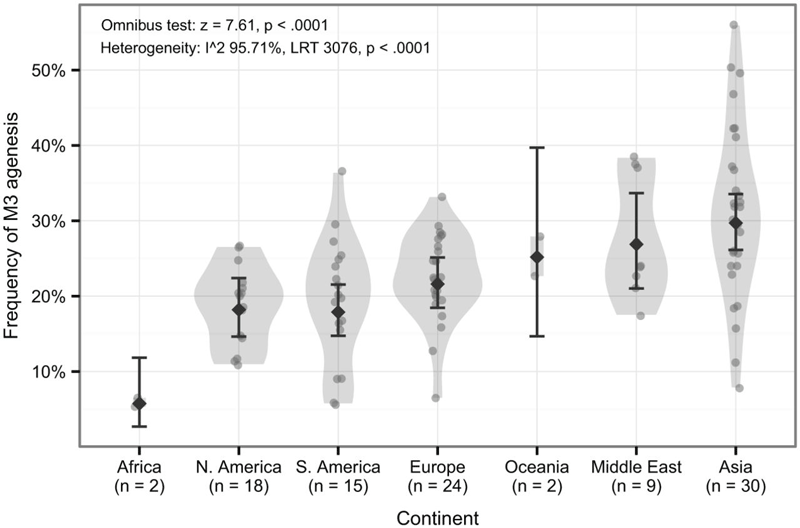 Omnibus test: z = 7.61, p < .0001
Heterogeneity: I^2 95.71%, LRT 3076, p < .0001
Frequency of M3 agenesis
50%
40%
30%
20%
10%
Africa N. America S. America Europe Oceania Middle East Asia
(n = 2) (n = 18) (n = 15) (n = 24) (n = 2) (n = 9) (n = 30)
Continent